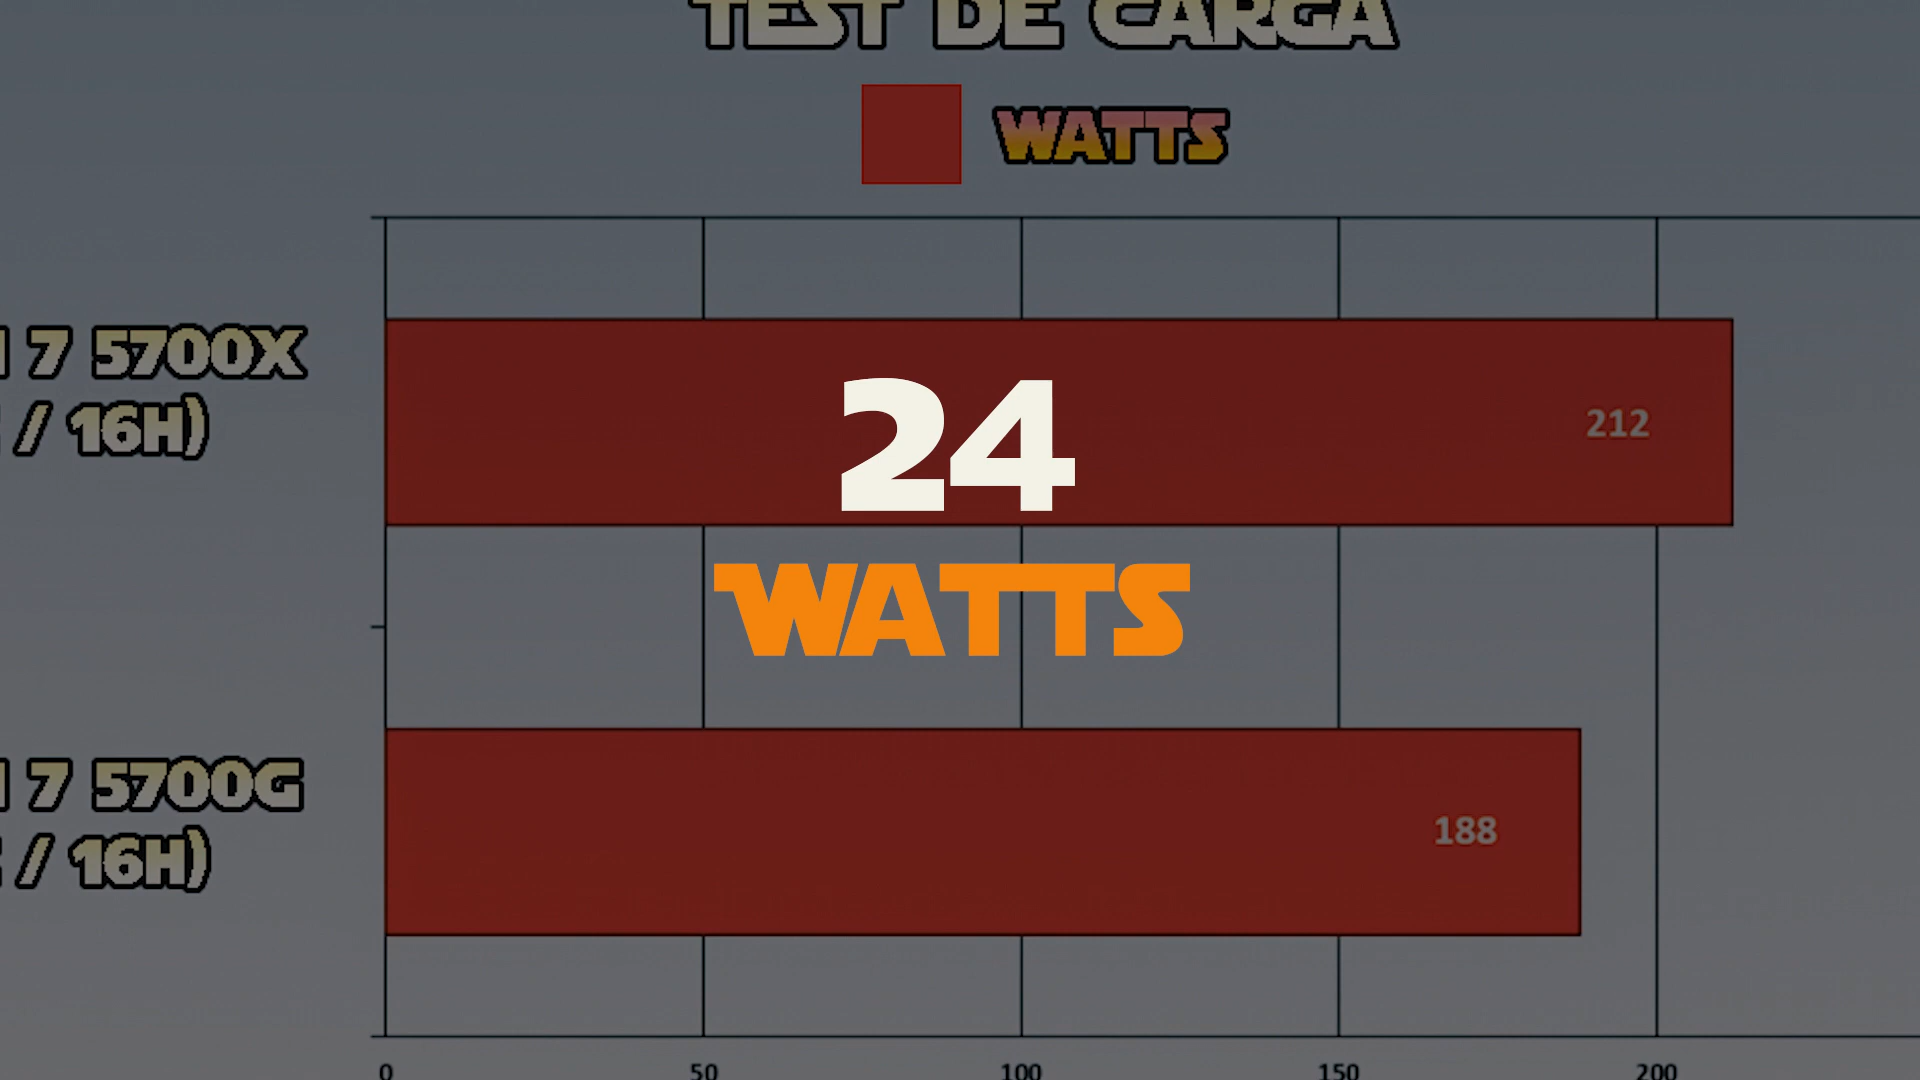 TEST DE CARGA
WATTS
7 5700X
/ 16H)
212
24
WATTS
7 5700G
/ 16H)
188
0 50 100 150 200